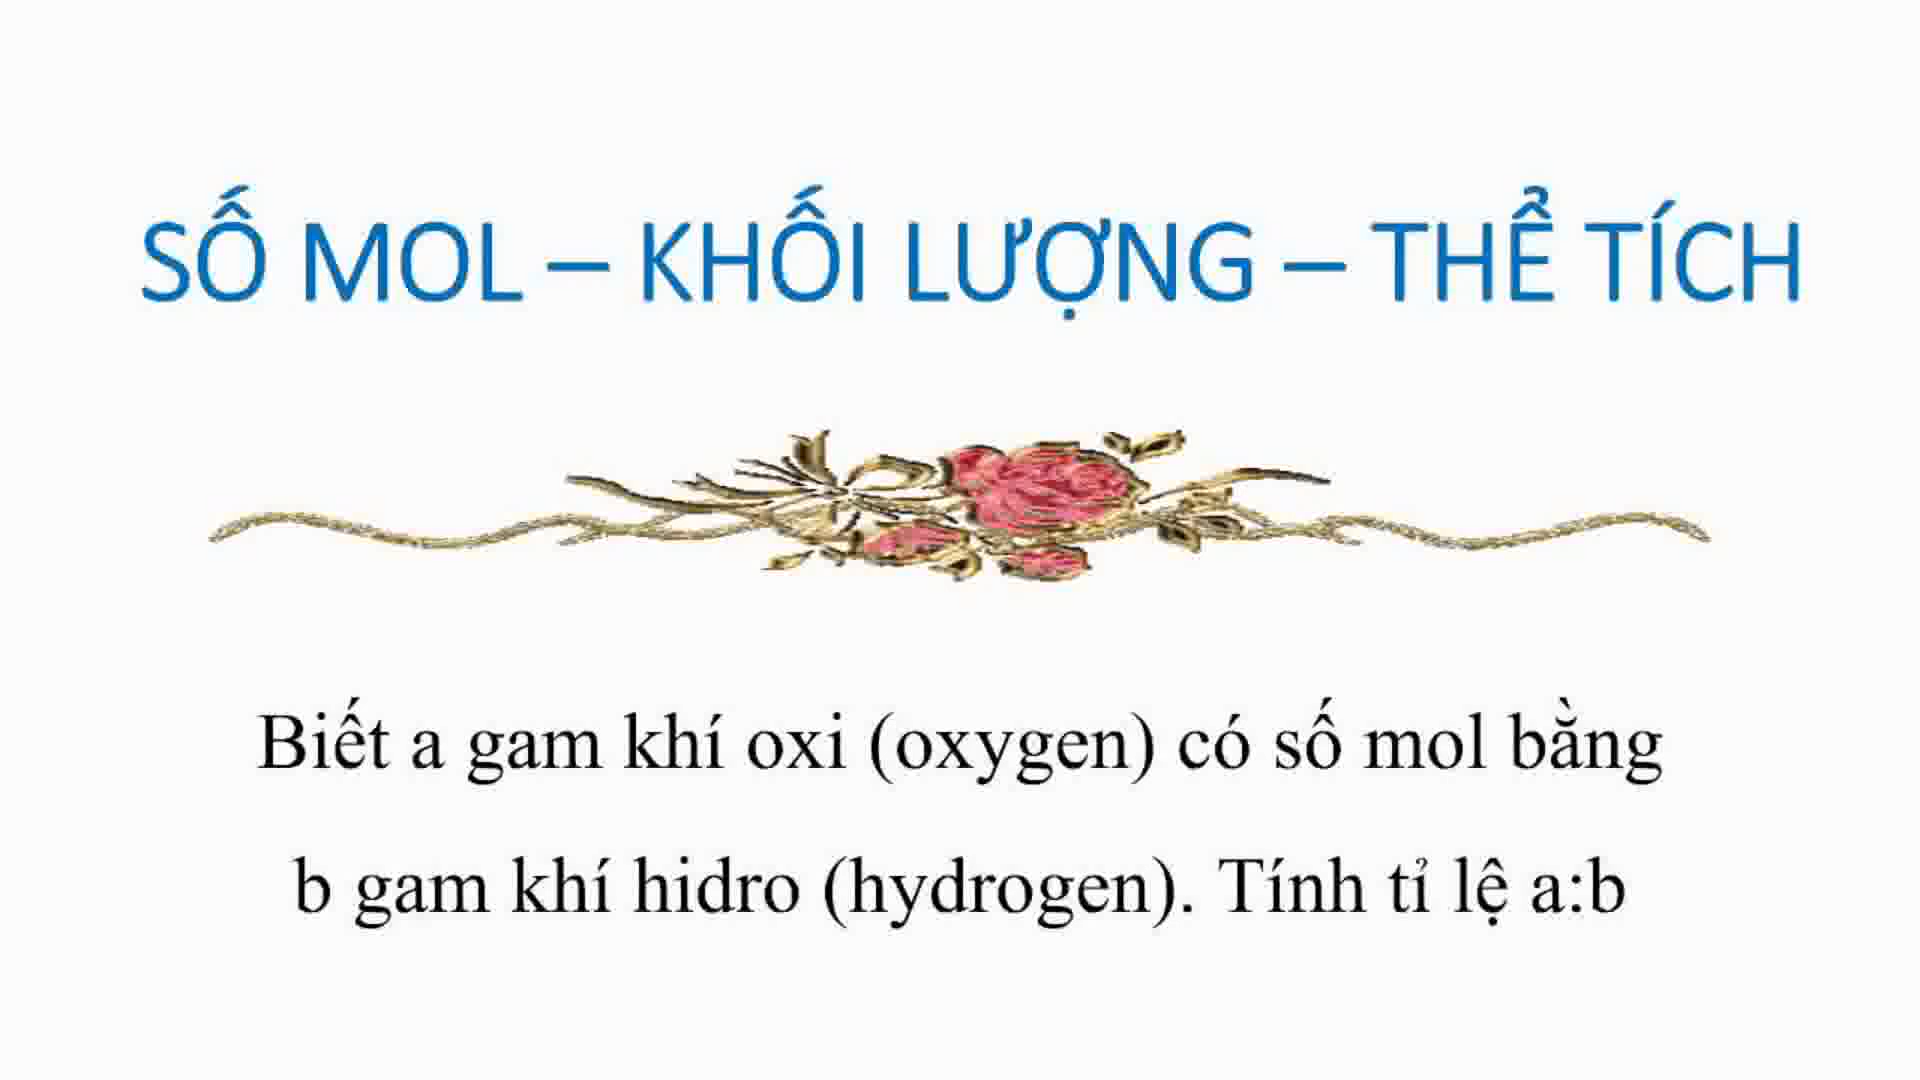 SỐ MOL – KHỐI LƯỢNG – THỂ TÍCH
Biết a gam khí oxi (oxygen) có số mol bằng
b gam khí hidro (hydrogen). Tính tỉ lệ a:b